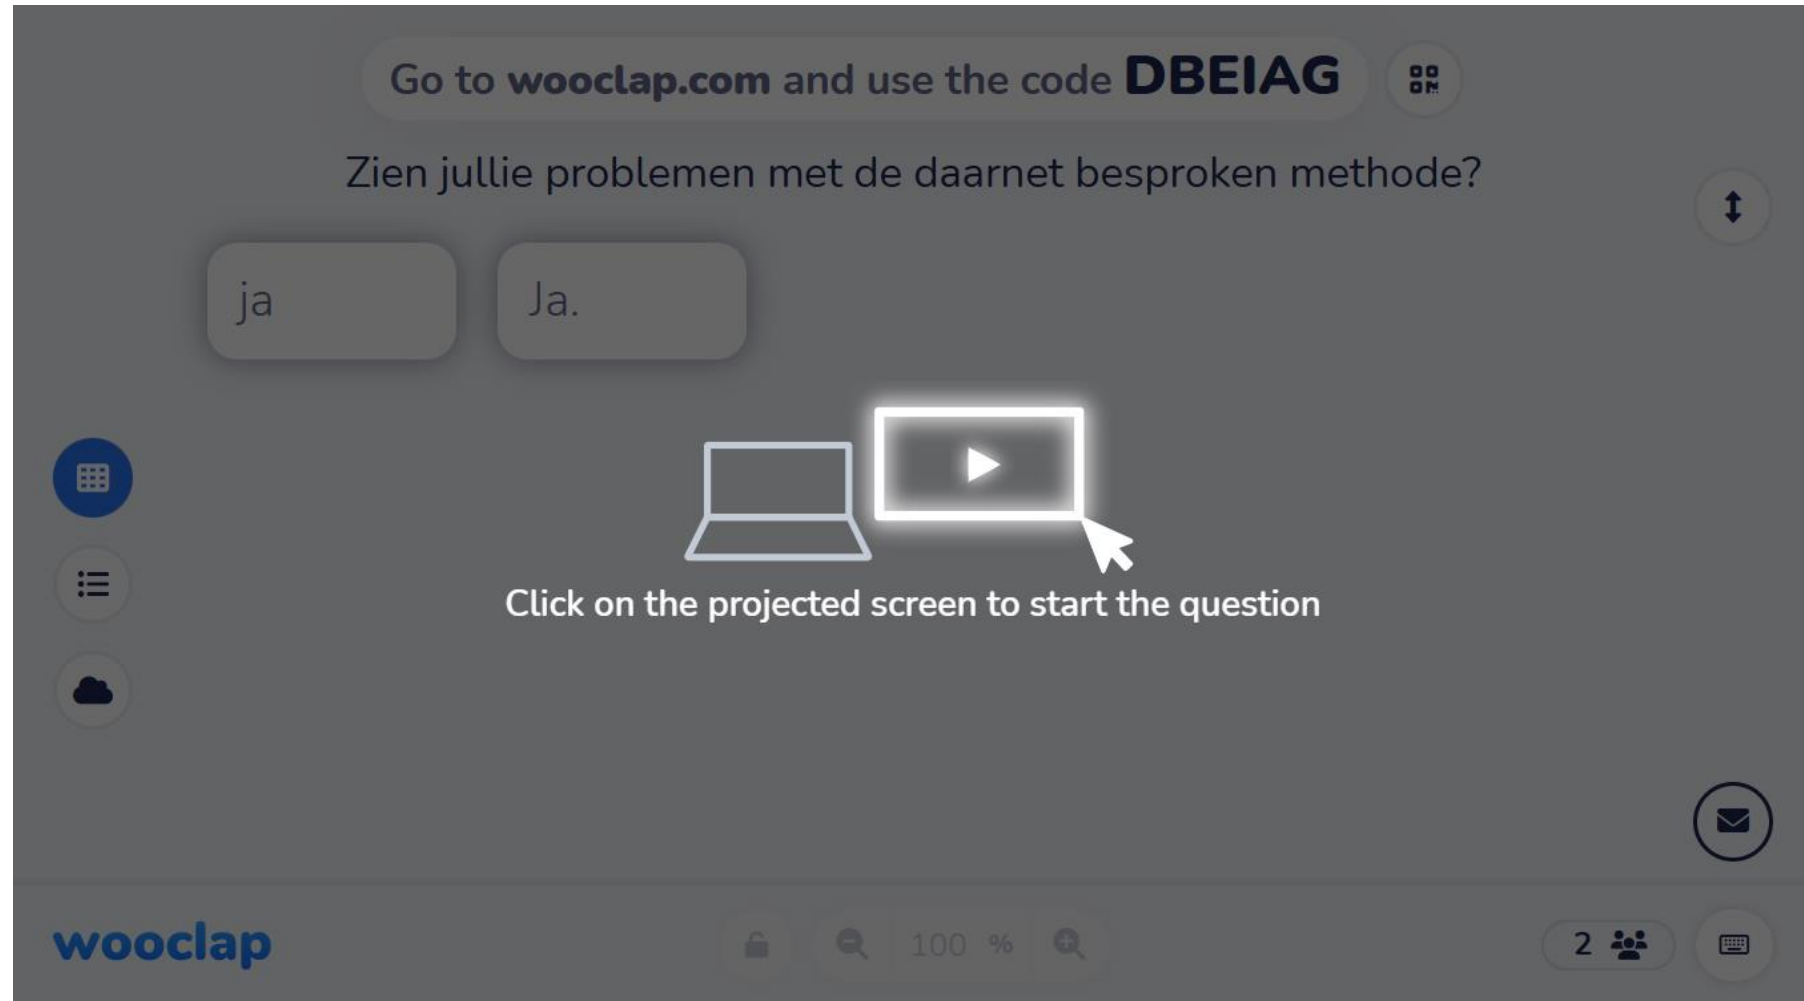 Go to wooclap.com and use the code DBEIAG
Zien jullie problemen met de daarnet besproken methode?
ja
Ja.
Click on the projected screen to start the question
wooclap
100 %
2